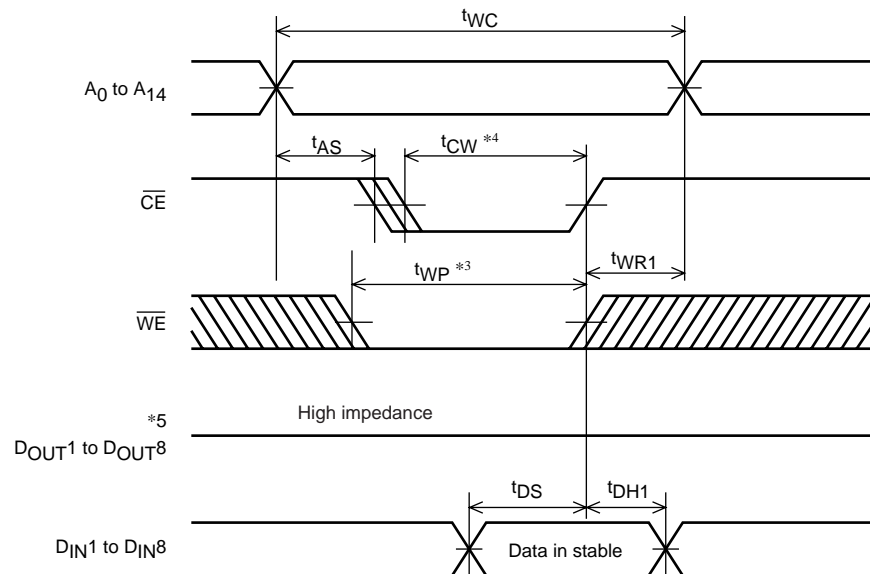 tWC
A0 to A14
tAS
tCW *4
CE
tWP *3
tWR1
WE
*5
High impedance
DOUT1 to DOUT8
tDS
tDH1
DIN1 to DIN8
Data in stable